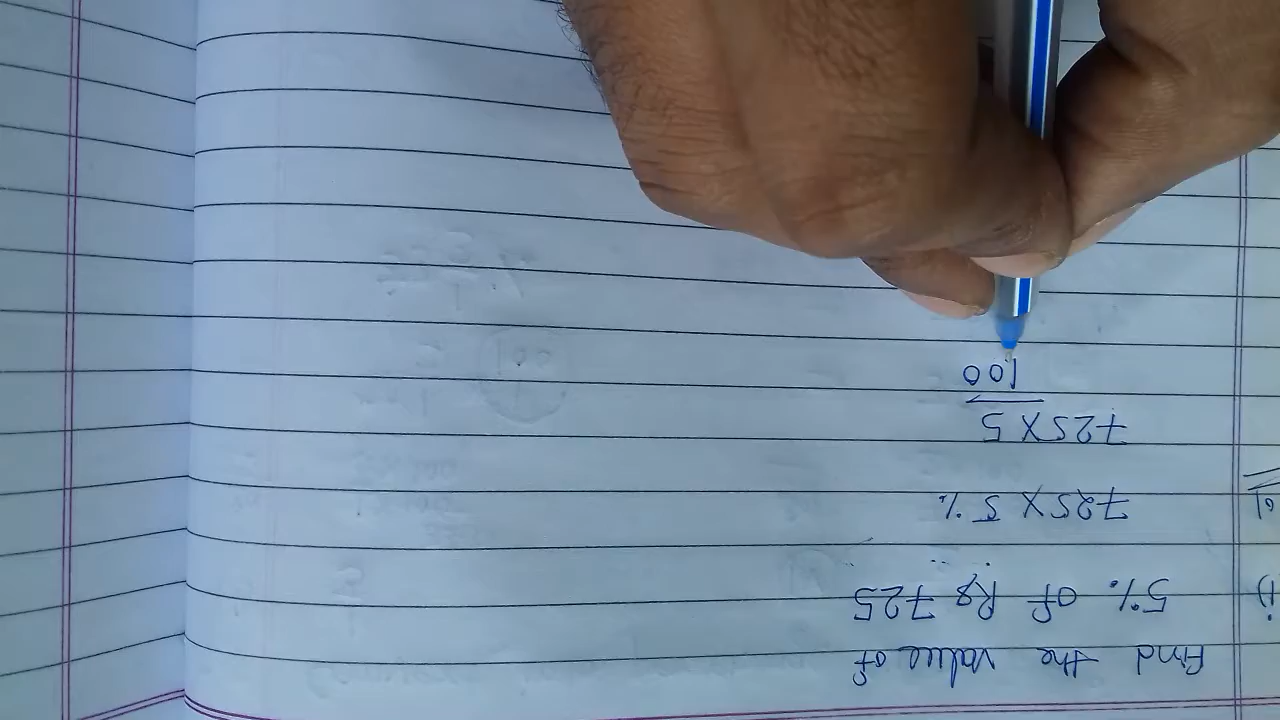 Find the value of
i) 5% of Rs 725
725 X 5%
725 X 5
100